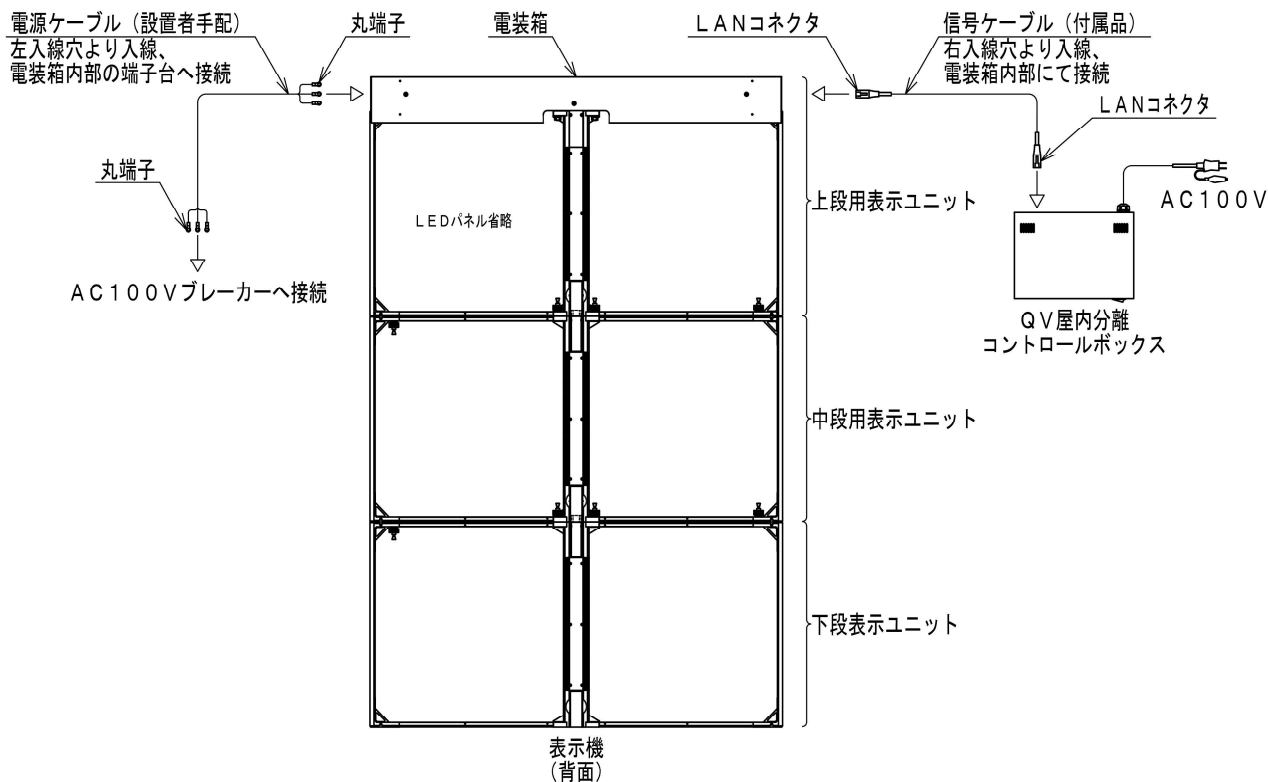 電源ケーブル（設置者手配）
左入線穴より入線、
電装箱内部の端子台へ接続
丸端子
電装箱
ＬＡＮコネクタ
信号ケーブル（付属品）
右入線穴より入線、
電装箱内部にて接続
ＬＡＮコネクタ
丸端子
ＡＣ１００Ｖ
上段用表示ユニット
ＬＥＤパネル省略
ＡＣ１００Ｖブレーカーへ接続
ＱＶ屋内分離
コントロールボックス
中段用表示ユニット
下段表示ユニット
表示機
（背面）